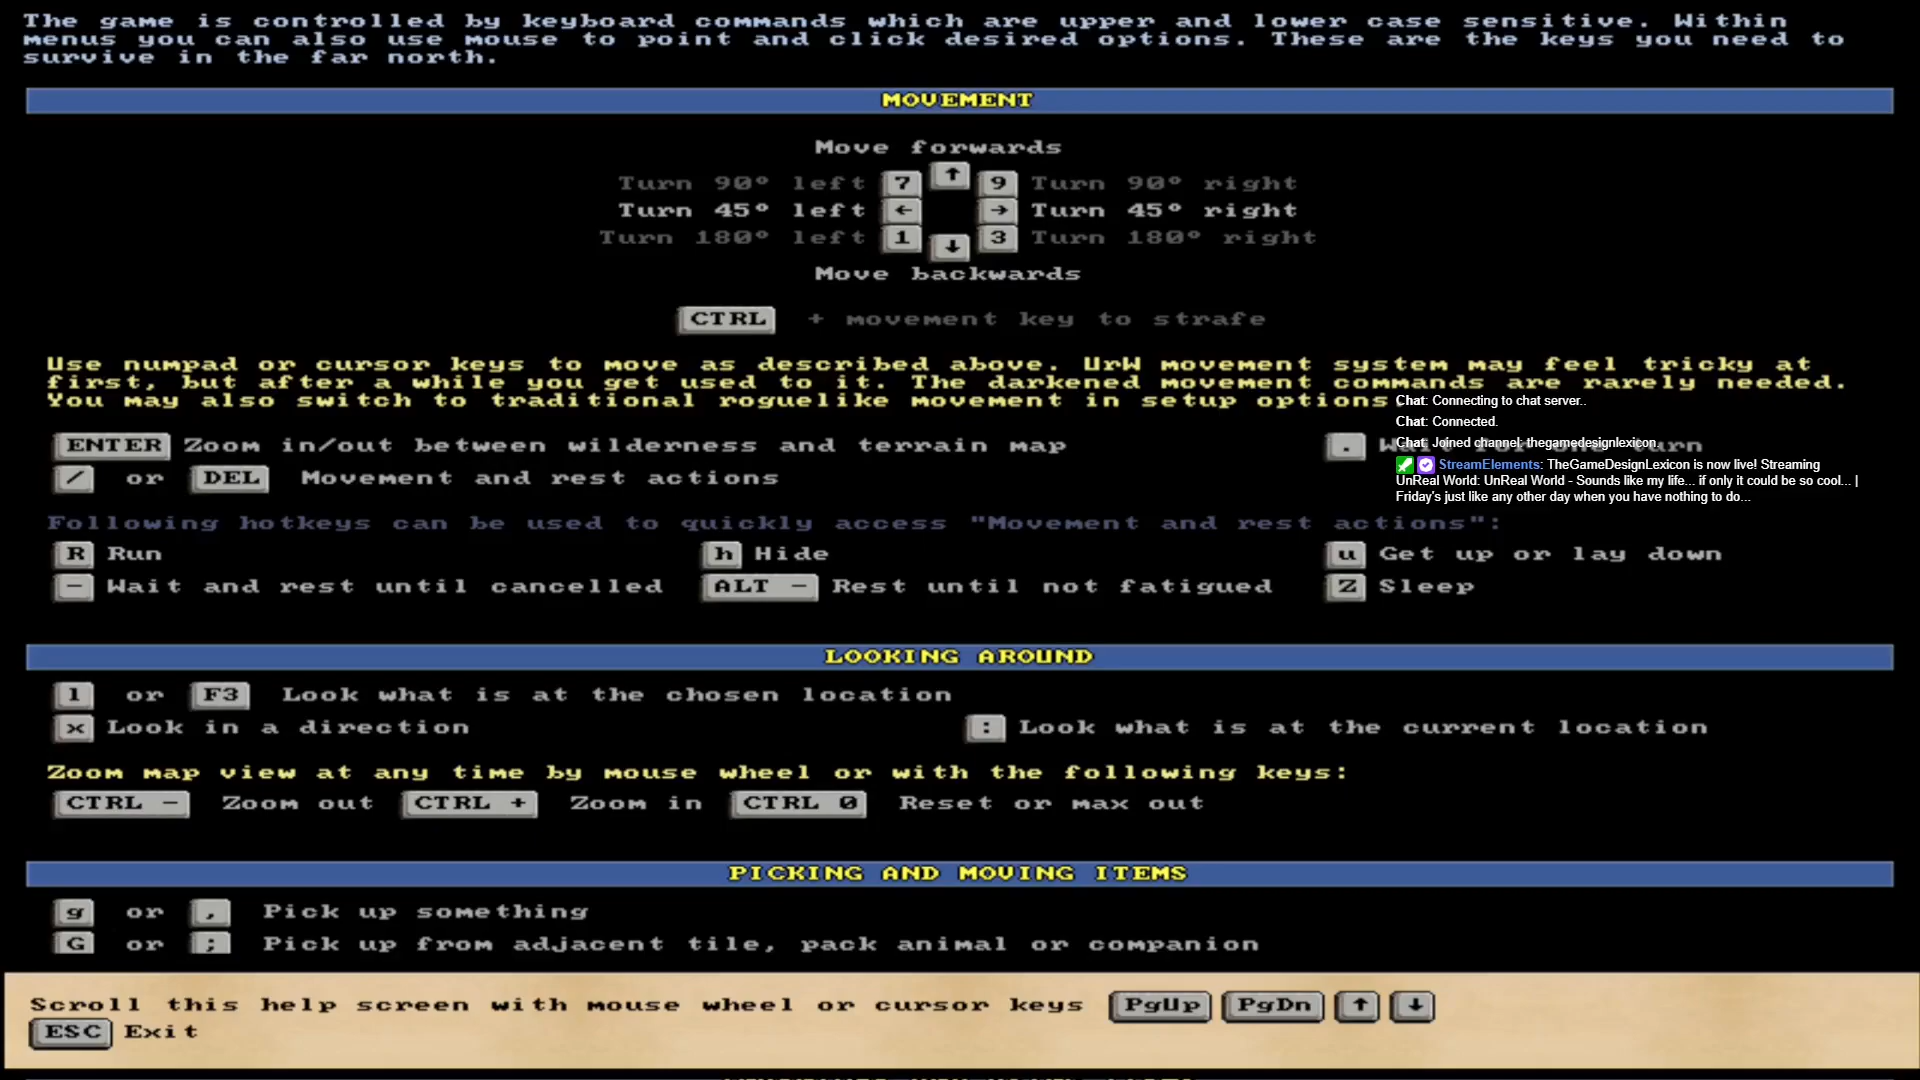 The game is controlled by keyboard commands which are upper and lower case sensitive. Within
menus you can also use mouse to point and click desired options. These are the keys you need to
survive in the far north.
MOVEMENT
Move forwards
Turn 90° left 7 ↑ 9 Turn 90° right
Turn 45° left ← → Turn 45° right
Turn 180° left 1 ↓ 3 Turn 180° right
Move backwards
CTRL + movement key to strafe
Use numpad or cursor keys to move as described above. UrW movement system may feel tricky at
first, but after a while you get used to it. The darkened movement commands are rarely needed.
You may also switch to traditional roguelike movement in setup options.
Chat: Connecting to chat server..
Chat: Connected.
ENTER Zoom in/out between wilderness and terrain map . Wait for one turn
Chat: Joined channel: thegamedesignlexicon.
/ or DEL Movement and rest actions
StreamElements: TheGameDesignLexicon is now live! Streaming
UnReal World: UnReal World - Sounds like my life... if only it could be so cool... |
Friday's just like any other day when you have nothing to do...
Following hotkeys can be used to quickly access "Movement and rest actions":
R Run h Hide u Get up or lay down
- Wait and rest until cancelled ALT - Rest until not fatigued Z Sleep
LOOKING AROUND
l or F3 Look what is at the chosen location
x Look in a direction : Look what is at the current location
Zoom map view at any time by mouse wheel or with the following keys:
CTRL - Zoom out CTRL + Zoom in CTRL 0 Reset or max out
PICKING AND MOVING ITEMS
g or , Pick up something
G or ; Pick up from adjacent tile, pack animal or companion
Scroll this help screen with mouse wheel or cursor keys PgUp PgDn ↑ ↓
ESC Exit